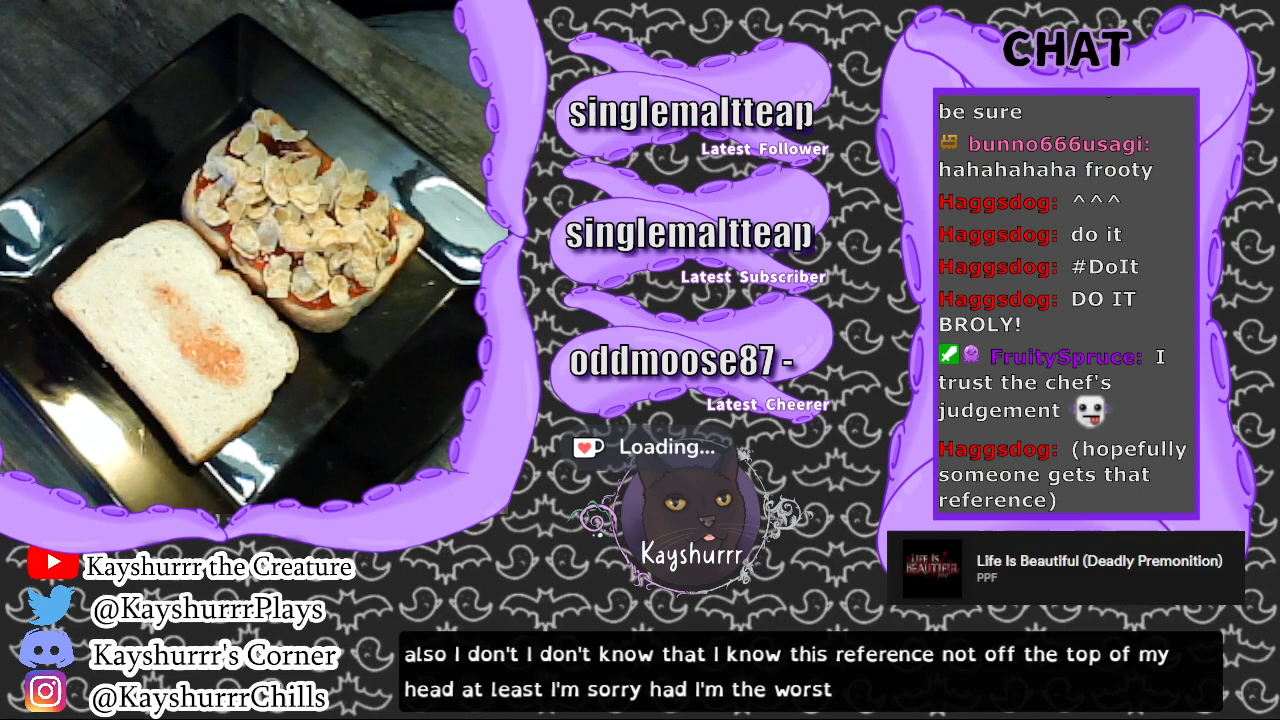 singlemaltteap
Latest Follower
singlemaltteap
Latest Subscriber
oddmoose87 -
Latest Cheerer
Loading...
Kayshurrr
CHAT
be sure
bunno666usagi:
hahahahaha frooty
Haggsdog: ^^^
Haggsdog: do it
Haggsdog: #DoIt
Haggsdog: DO IT
BROLY!
FruitySpruce: I
trust the chef's
judgement
Haggsdog: (hopefully
someone gets that
reference)
LIFE IS
BEAUTIFUL
Life Is Beautiful (Deadly Premonition)
PPF
Kayshurrr the Creature
@KayshurrrPlays
Kayshurrr's Corner
@KayshurrrChills
also I don't I don't know that I know this reference not off the top of my
head at least I'm sorry had I'm the worst